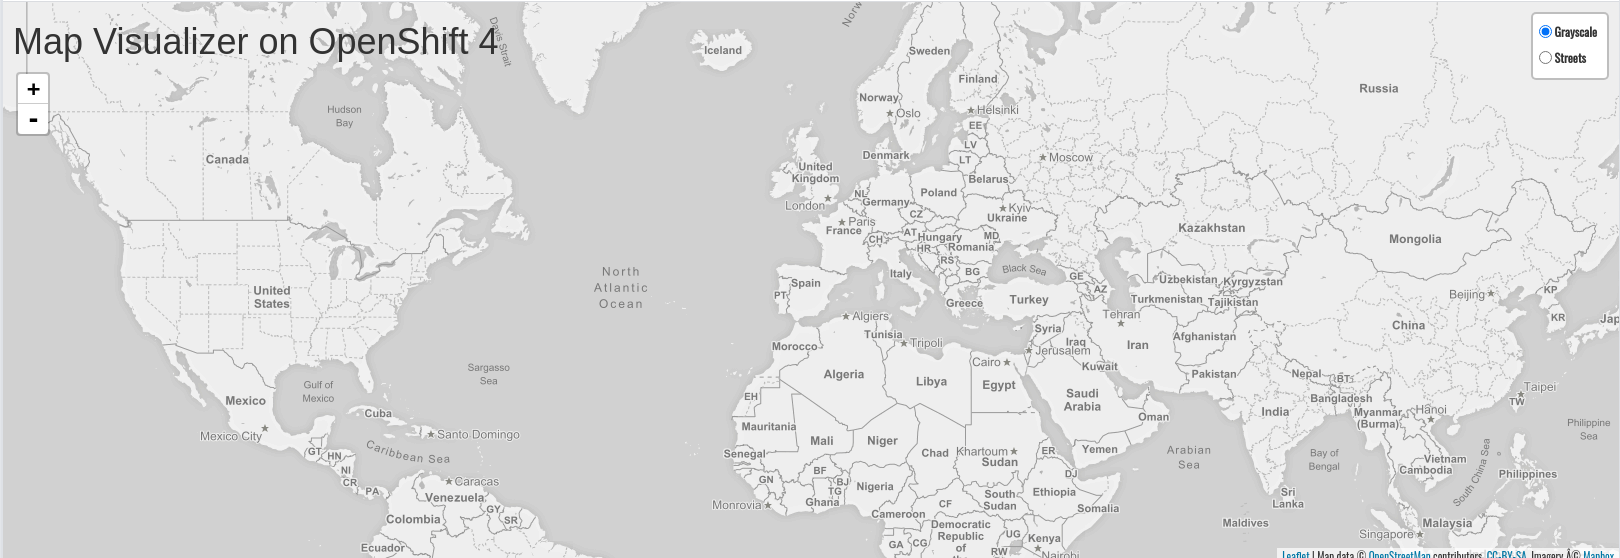 Map Visualizer on OpenShift 4
+
-
Grayscale
Streets
Davis Strait
Iceland
Norw
Sweden
Finland
Russia
Norway
Oslo
Helsinki
Hudson
Bay
EE
LV
LT
Moscow
Denmark
Canada
United
Kingdom
London
NL
Germany
Poland
Belarus
Kyiv
Ukraine
Paris
France
CZ
CH
AT
Hungary
HR
Romania
MD
RS
Kazakhstan
Mongolia
North
Atlantic
Ocean
Italy
BG
Black Sea
GE
AZ
Uzbekistan
Kyrgyzstan
Turkmenistan
Tajikistan
United
States
Spain
PT
Greece
Turkey
Beijing
KP
KR
Jap
China
Algiers
Tunisia
Tripoli
Syria
Tehran
Iraq
Jerusalem
Iran
Afghanistan
Morocco
Cairo
Kuwait
Pakistan
Nepal
BT
Sargasso
Sea
Algeria
Libya
Egypt
Saudi
Arabia
Gulf of
Mexico
Mexico
Cuba
EH
Oman
Bangladesh
India
Myanmar
(Burma)
Hanoi
Taipei
TW
Mexico City
Santo Domingo
Mauritania
Philippine
Sea
GT
HN
NI
CR
PA
Caribbean Sea
Mali
Niger
Chad
Khartoum
Sudan
ER
Yemen
Arabian
Sea
Bay of
Bengal
Vietnam
Cambodia
South China Sea
Philippines
Senegal
GN
BF
BJ
TG
Ghana
Nigeria
DJ
Caracas
Venezuela
GY
SR
Colombia
Ecuador
Monrovia
Cameroon
CF
South
Sudan
Ethiopia
Somalia
Sri
Lanka
Maldives
Singapore
Malaysia
GA
CG
Democratic
Republic
of
the
UG
RW
Kenya
Nairobi
Leaflet | Map data © OpenStreetMap contributors, CC-BY-SA, Imagery Â© Mapbox